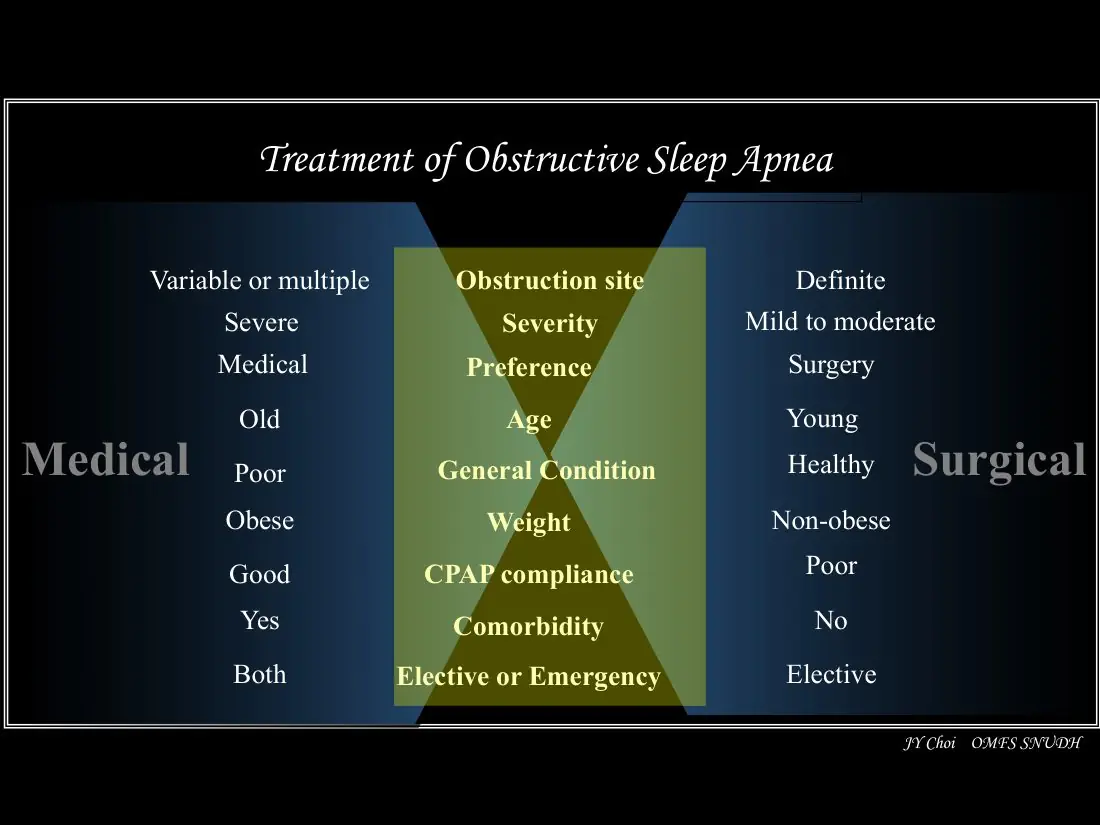 Treatment of Obstructive Sleep Apnea
Variable or multiple Obstruction site Definite
Severe Severity Mild to moderate
Medical Preference Surgery
Old Age Young
Medical Surgical
Poor General Condition Healthy
Obese Weight Non-obese
Good CPAP compliance Poor
Yes Comorbidity No
Both Elective or Emergency Elective
JY Choi OMFS SNUDH